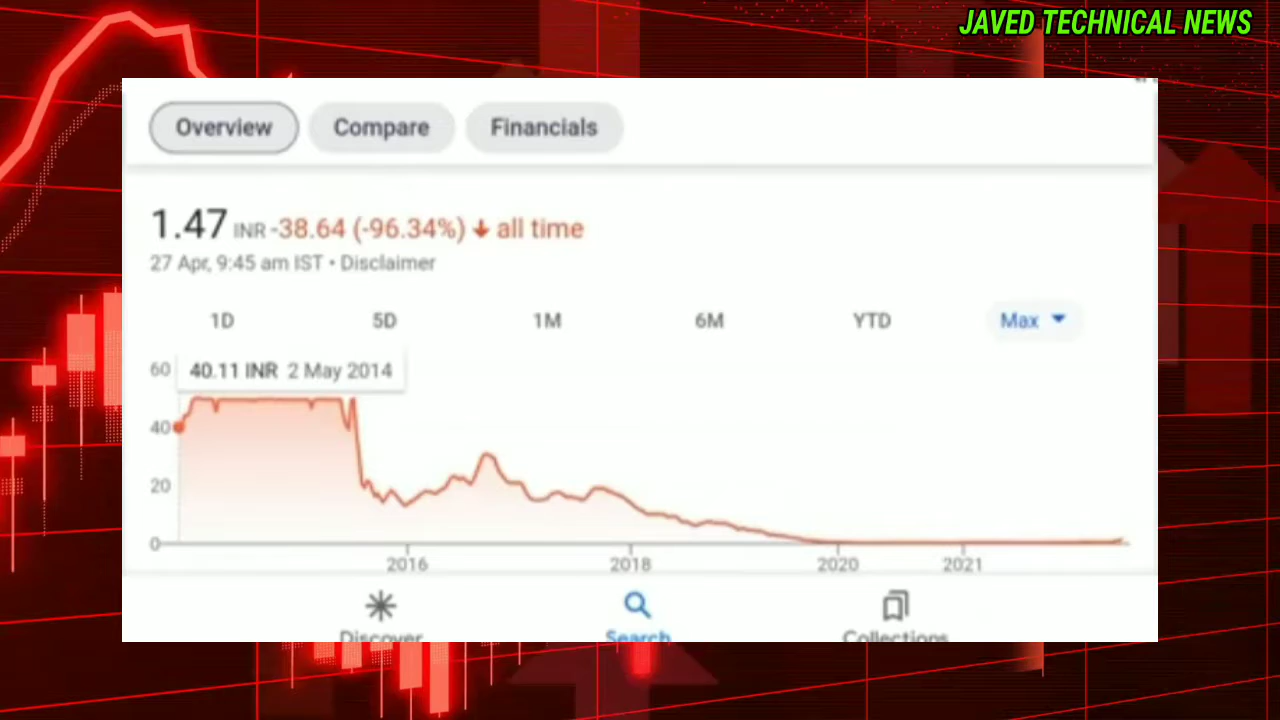 JAVED TECHNICAL NEWS
Overview Compare Financials
1.47 INR -38.64 (-96.34%) ↓ all time
27 Apr, 9:45 am IST • Disclaimer
1D 5D 1M 6M YTD Max
60 40.11 INR 2 May 2014
40
20
0
2016 2018 2020 2021
Discover Search Collections